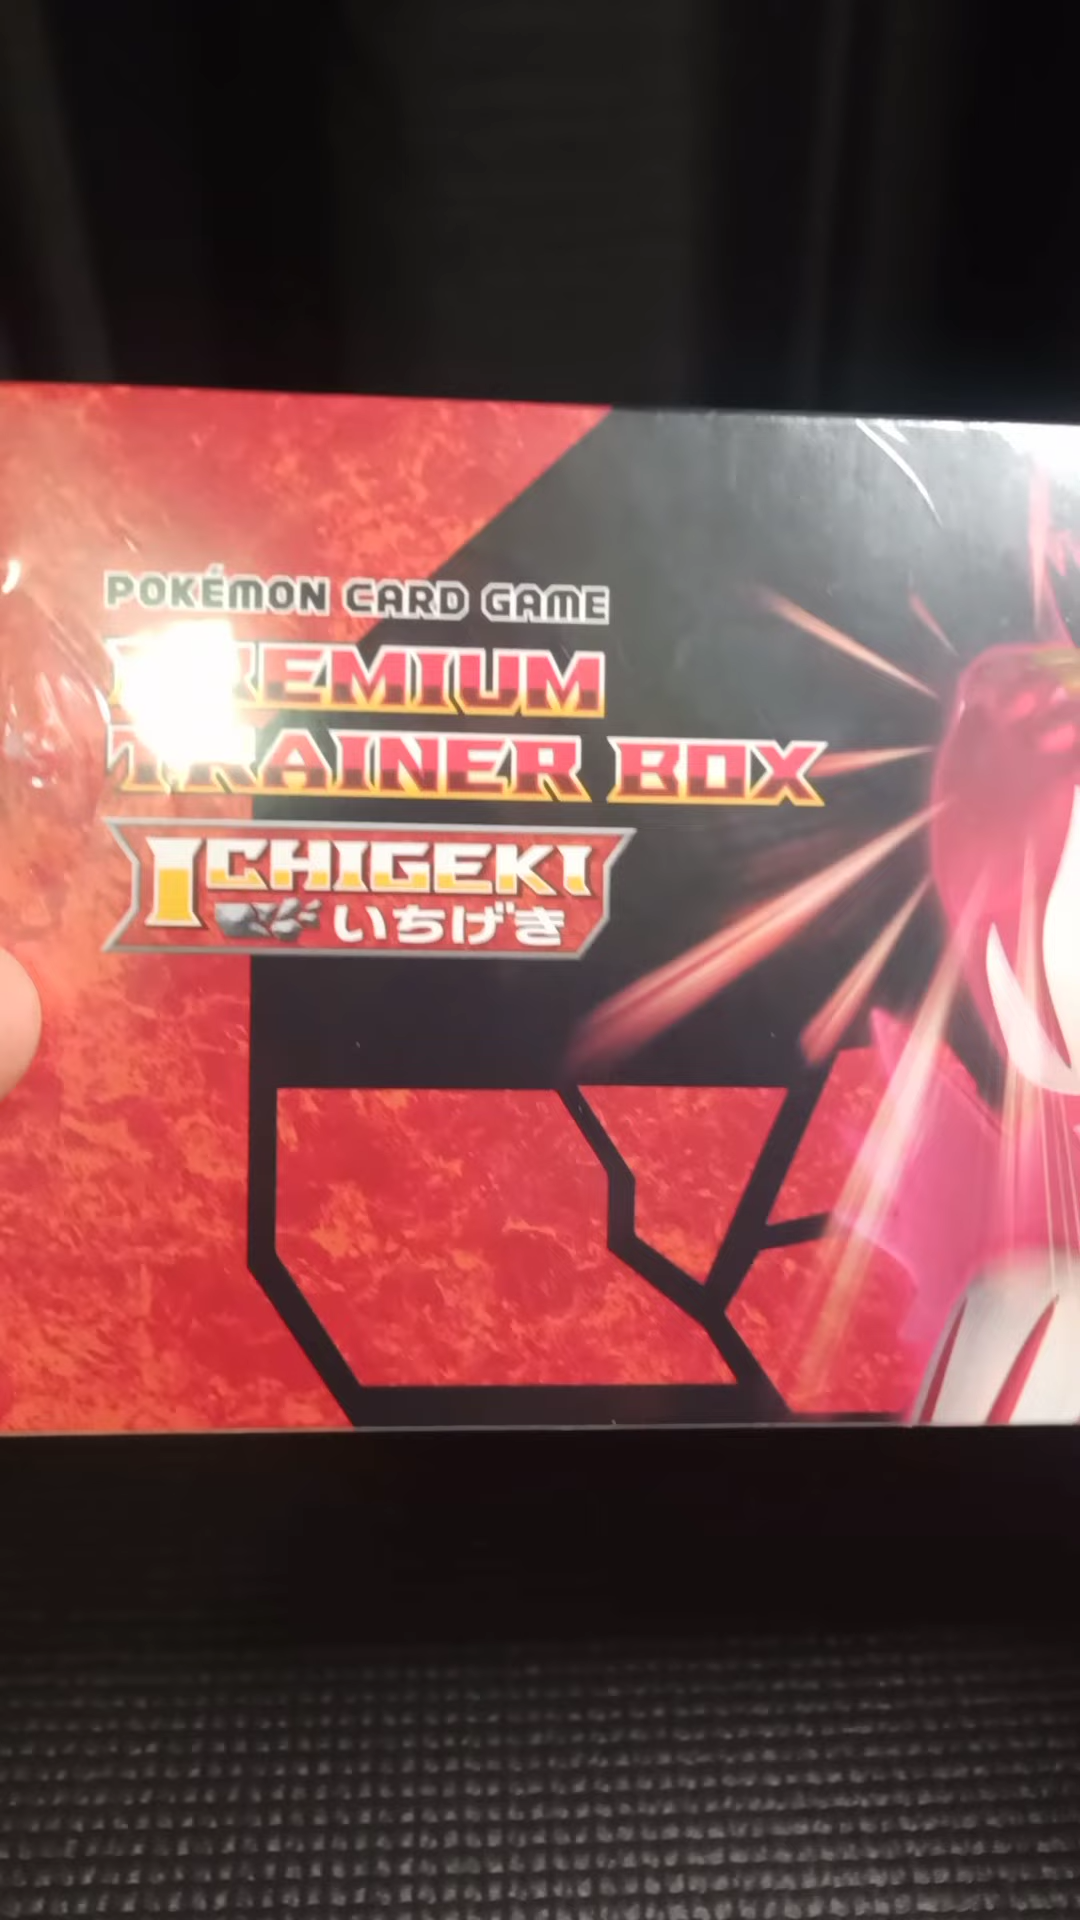 POKÉMON CARD GAME
PREMIUM
TRAINER BOX
ICHIGEKI
いちげき